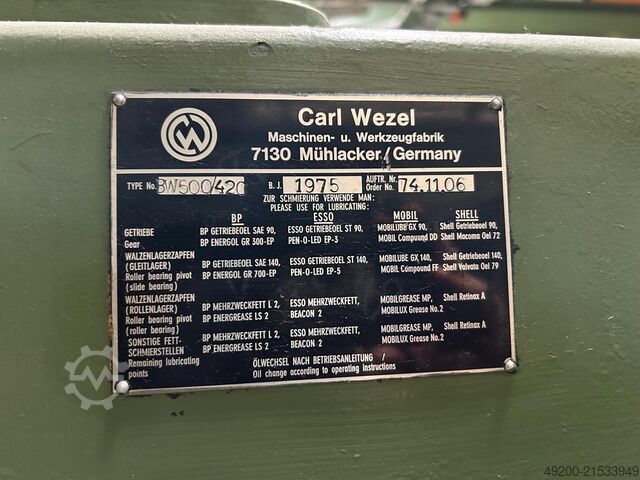 CW
Carl Wezel
Maschinen- u. Werkzeugfabrik
7130 Mühlacker/Germany
TYPE No. BW500/420 B. J. 1975 AUFTR. Nr. Order No. 74.11.06
ZUR SCHMIERUNG VERWENDE MAN:
PLEASE USE FOR LUBRICATING:
BP ESSO MOBIL SHELL
GETRIEBE BP GETRIEBEOEL SAE 90, ESSO GETRIEBEOEL ST 90, MOBILUBE GX 90, Shell Getriebeoel 90,
Gear BP ENERGOL GR 300-EP PEN-O-LED EP-3 MOBIL Compound DD Shell Macoma Oel 72
WALZENLAGERZAPFEN
(GLEITLAGER) BP GETRIEBEOEL SAE 140, ESSO GETRIEBEOEL ST 140, MOBILUBE GX 140, Shell Getriebeoel 140,
Roller bearing pivot BP ENERGOL GR 700-EP PEN-O-LED EP-5 MOBIL Compound FF Shell Valvata Oel 79
(slide bearing)
WALZENLAGERZAPFEN
(ROLLENLAGER) BP MEHRZWECKFETT L 2, ESSO MEHRZWECKFETT, MOBILGREASE MP, Shell Retinax A
Roller bearing pivot BP ENERGREASE LS 2 BEACON 2 MOBILUX Grease No.2
(roller bearing)
SONSTIGE FETT- BP MEHRZWECKFETT L 2, ESSO MEHRZWECKFETT, MOBILGREASE MP, Shell Retinax A
SCHMIERSTELLEN BP ENERGREASE LS 2 BEACON 2 MOBILUX Grease No.2
Remaining lubricating
points
ÖLWECHSEL NACH BETRIEBSANLEITUNG /
Oil change according to operating instructions
49200-21533949